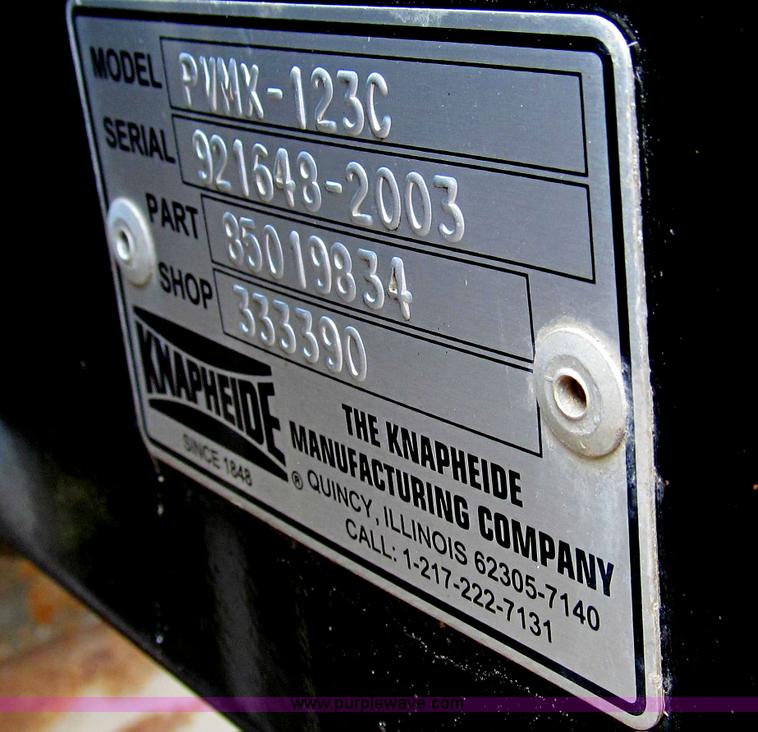 MODEL PVMX-123C
SERIAL 921648-2003
PART 85019834
SHOP 333390
KNAPHEIDE
SINCE 1848
®
THE KNAPHEIDE
MANUFACTURING COMPANY
QUINCY, ILLINOIS 62305-7140
CALL: 1-217-222-7131
www.purplewave.com